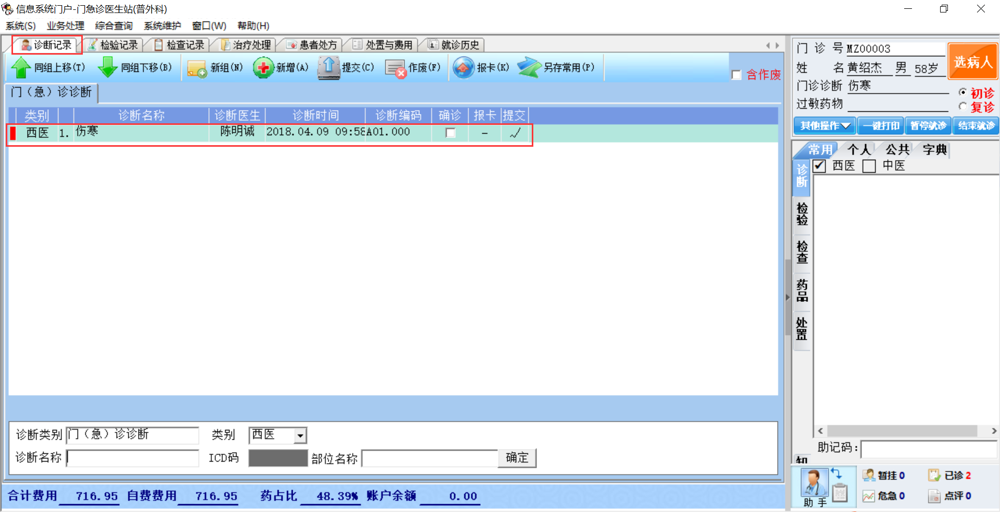 信息系统门户-门急诊医生站(普外科)
系统(S) 业务处理 综合查询 系统维护 窗口(W) 帮助(H)
诊断记录 检验记录 检查记录 治疗处理 患者处方 处置与费用 就诊历史
同组上移(T) 同组下移(B) 新组(N) 新增(A) 提交(C) 作废(F) 报卡(K) 另存常用(P) 含作废
门（急）诊诊断
类别 诊断名称 诊断医生 诊断时间 诊断编码 确诊 报卡 提交
西医 1. 伤寒 陈明诚 2018.04.09 09:58 A01.000 –
诊断类别 门（急）诊诊断 类别 西医
诊断名称 ICD码 部位名称 确定
合计费用 716.95 自费费用 716.95 药占比 48.39% 账户余额 0.00
门诊号 MZ00003 选病人
姓名 黄绍杰 男 58岁
门诊诊断 伤寒 初诊
过敏药物 复诊
其他操作 一键打印 暂停就诊 结束就诊
常用 个人 公共 字典
西医 中医
诊断
检验
检查
药品
处置
助记码:
助手
暂挂 0 已诊 2
危急 0 点评 0